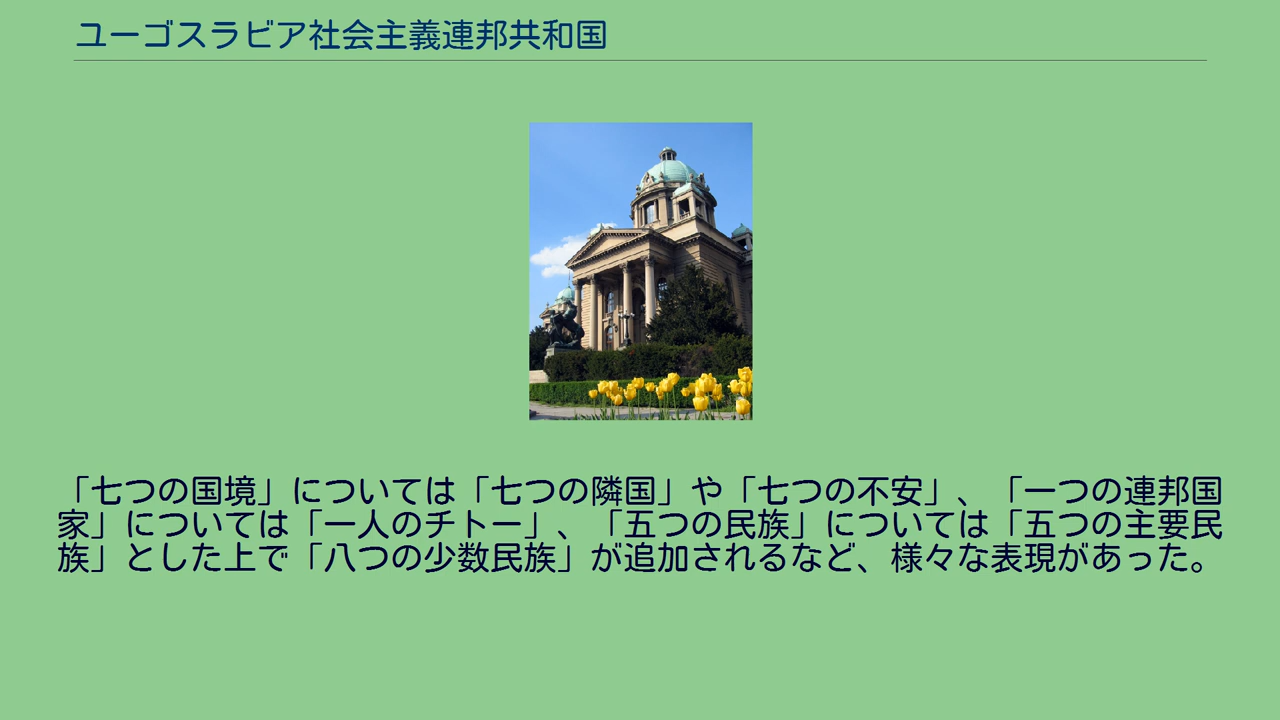 ユーゴスラビア社会主義連邦共和国
「七つの国境」については「七つの隣国」や「七つの不安」、「一つの連邦国
家」については「一人のチトー」、「五つの民族」については「五つの主要民
族」とした上で「八つの少数民族」が追加されるなど、様々な表現があった。